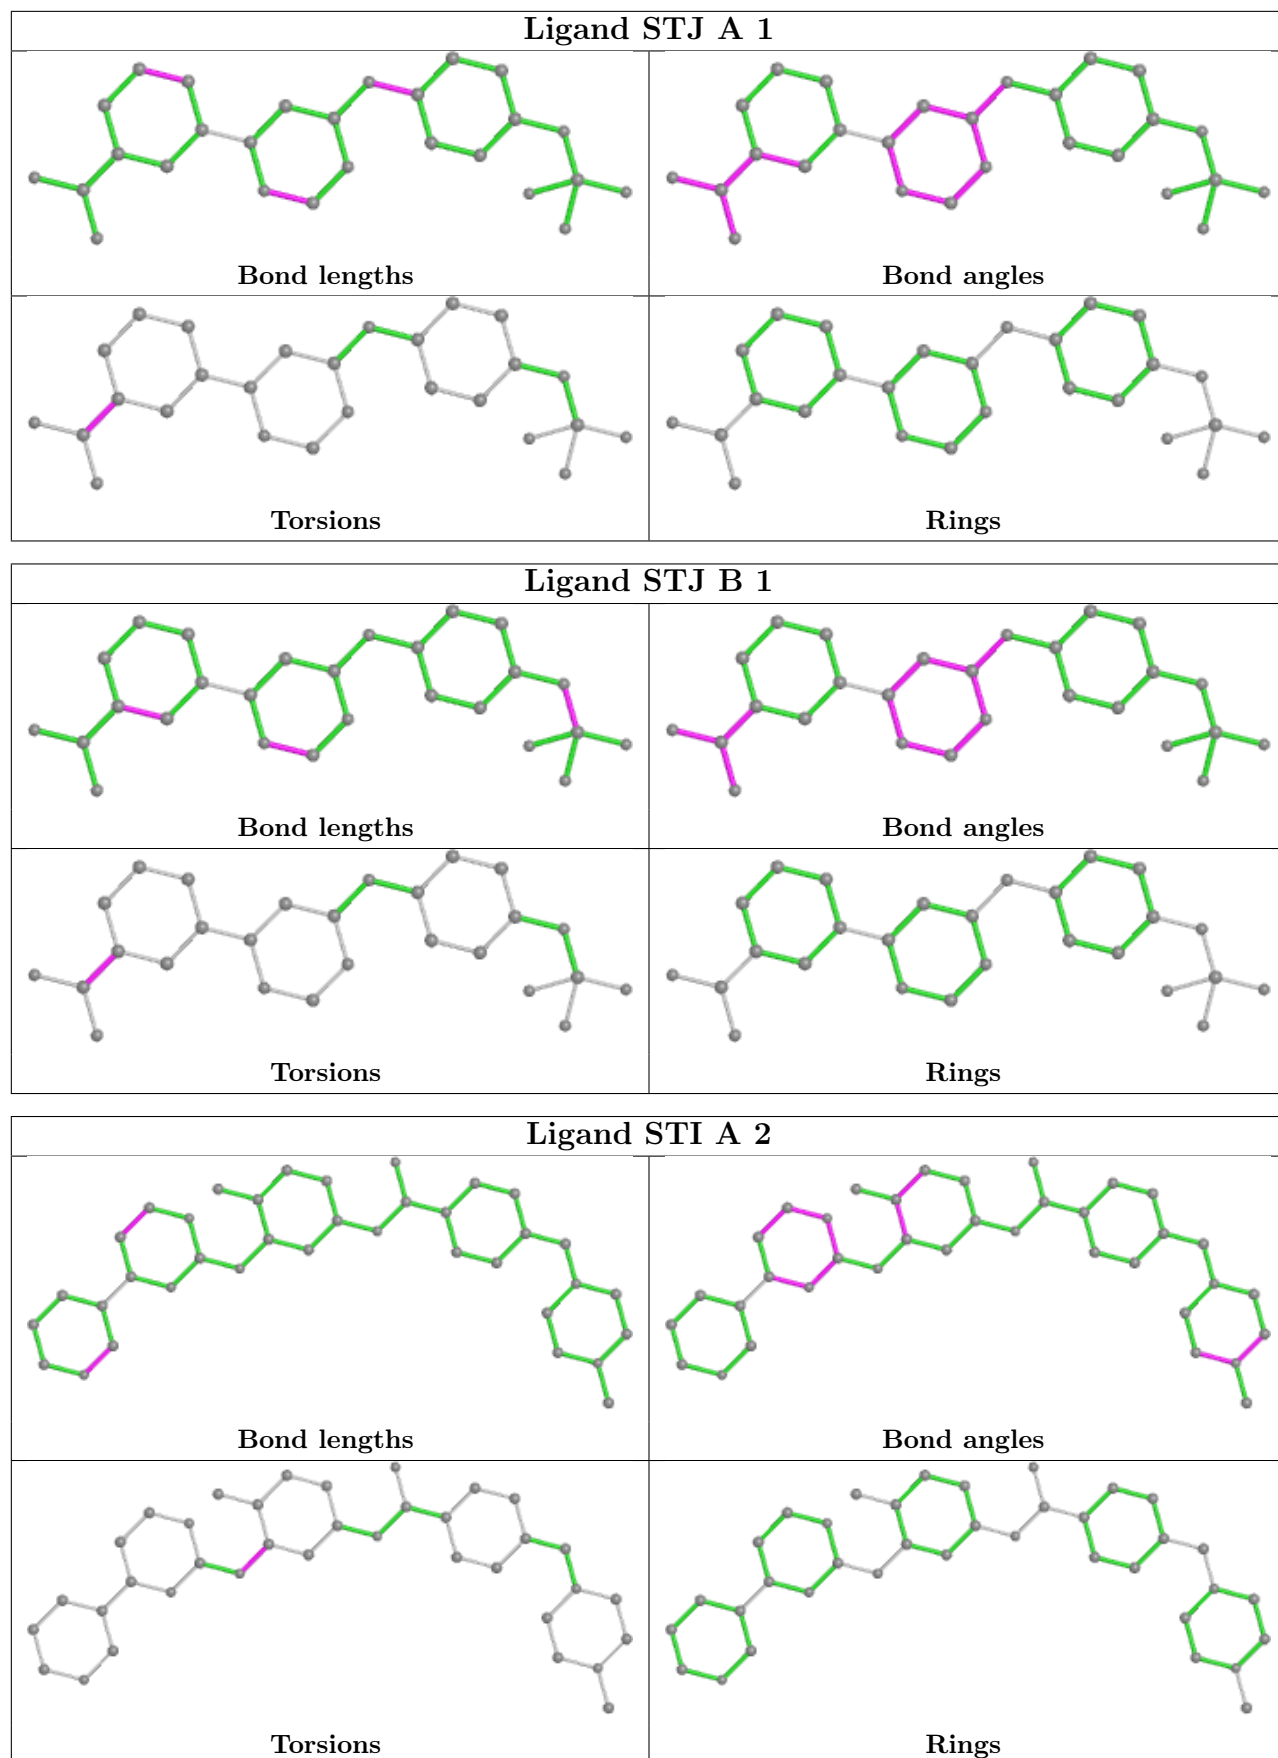 Ligand STJ A 1
Bond lengths
Bond angles
Torsions
Rings
Ligand STJ B 1
Bond lengths
Bond angles
Torsions
Rings
Ligand STI A 2
Bond lengths
Bond angles
Torsions
Rings